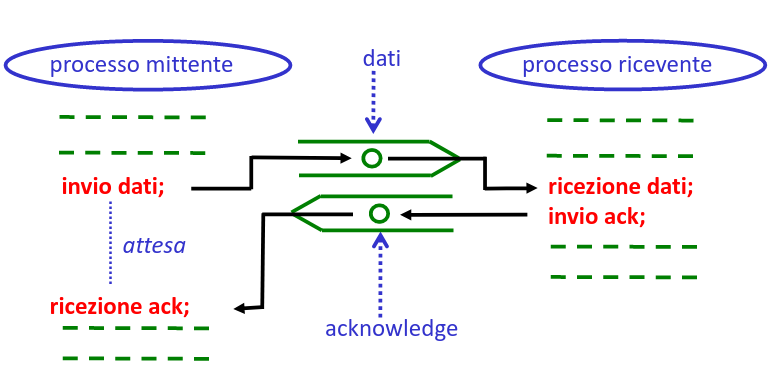 processo mittente
dati
processo ricevente
invio dati;
ricezione dati;
invio ack;
attesa
ricezione ack;
acknowledge